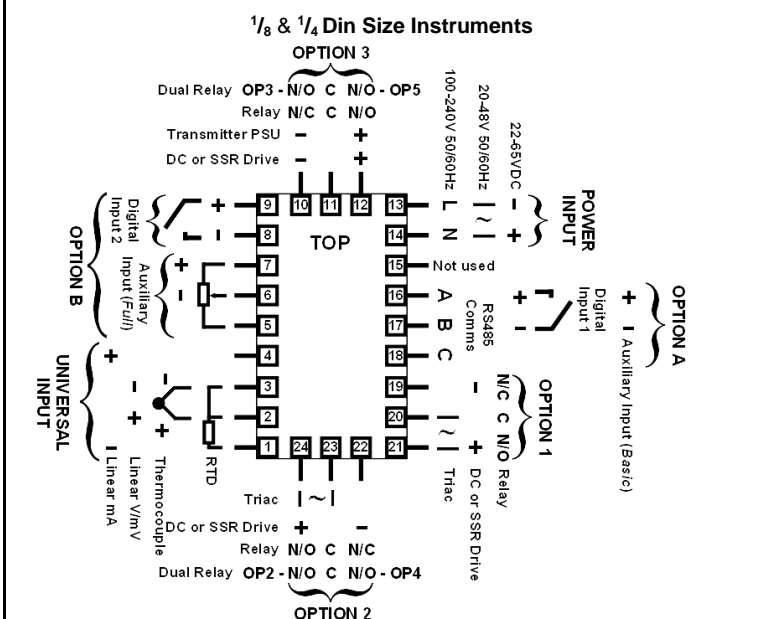 1/8 & 1/4 Din Size Instruments
OPTION 3
Dual Relay OP3 - N/O C N/O - OP5
Relay N/C C N/O
Transmitter PSU − +
DC or SSR Drive − +
100-240V 50/60Hz
20-48V 50/60Hz
22-65VDC
9 10 11 12 13 L ~ −
8 TOP 14 N +
POWER INPUT
Digital Input 2 + −
7 15 Not used
6 16 A
5 17 B
4 18 C
3 19
2 20
1 24 23 22 21
OPTION B
Auxiliary Input (Full) + −
RS485 Comms
Digital Input 1 + −
Auxiliary Input (Basic) + −
OPTION A
UNIVERSAL INPUT
+ − Linear mA
− + Linear V/mV
− + Thermocouple
RTD
OPTION 1
N/C C N/O Relay
− + DC or SSR Drive
~ Triac
Triac ~
DC or SSR Drive + −
Relay N/O C N/C
Dual Relay OP2 - N/O C N/O - OP4
OPTION 2